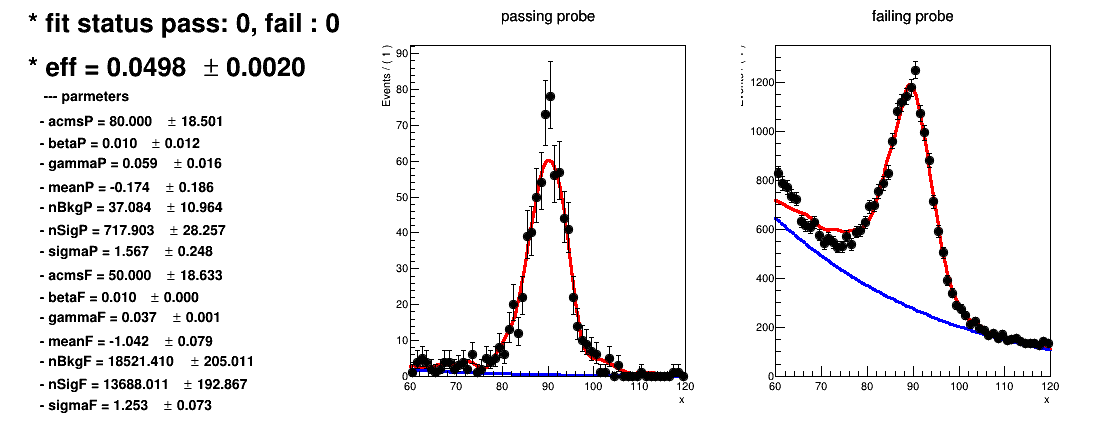 * fit status pass: 0, fail : 0
* eff = 0.0498 ± 0.0020
--- parmeters
- acmsP = 80.000 ± 18.501
- betaP = 0.010 ± 0.012
- gammaP = 0.059 ± 0.016
- meanP = -0.174 ± 0.186
- nBkgP = 37.084 ± 10.964
- nSigP = 717.903 ± 28.257
- sigmaP = 1.567 ± 0.248
- acmsF = 50.000 ± 18.633
- betaF = 0.010 ± 0.000
- gammaF = 0.037 ± 0.001
- meanF = -1.042 ± 0.079
- nBkgF = 18521.410 ± 205.011
- nSigF = 13688.011 ± 192.867
- sigmaF = 1.253 ± 0.073
passing probe
Events / ( 1 )
90
80
70
60
50
40
30
20
10
0
60 70 80 90 100 110 120
x
failing probe
1200
1000
800
600
400
200
0
60 70 80 90 100 110 120
x